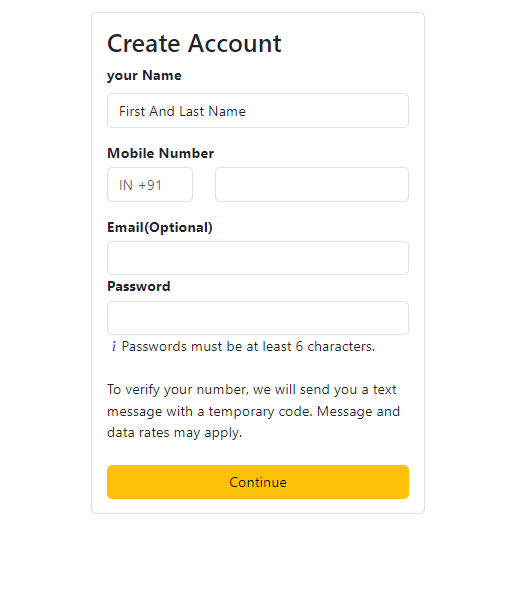 Create Account
your Name
First And Last Name
Mobile Number
IN +91
Email(Optional)
Password
i Passwords must be at least 6 characters.
To verify your number, we will send you a text
message with a temporary code. Message and
data rates may apply.
Continue